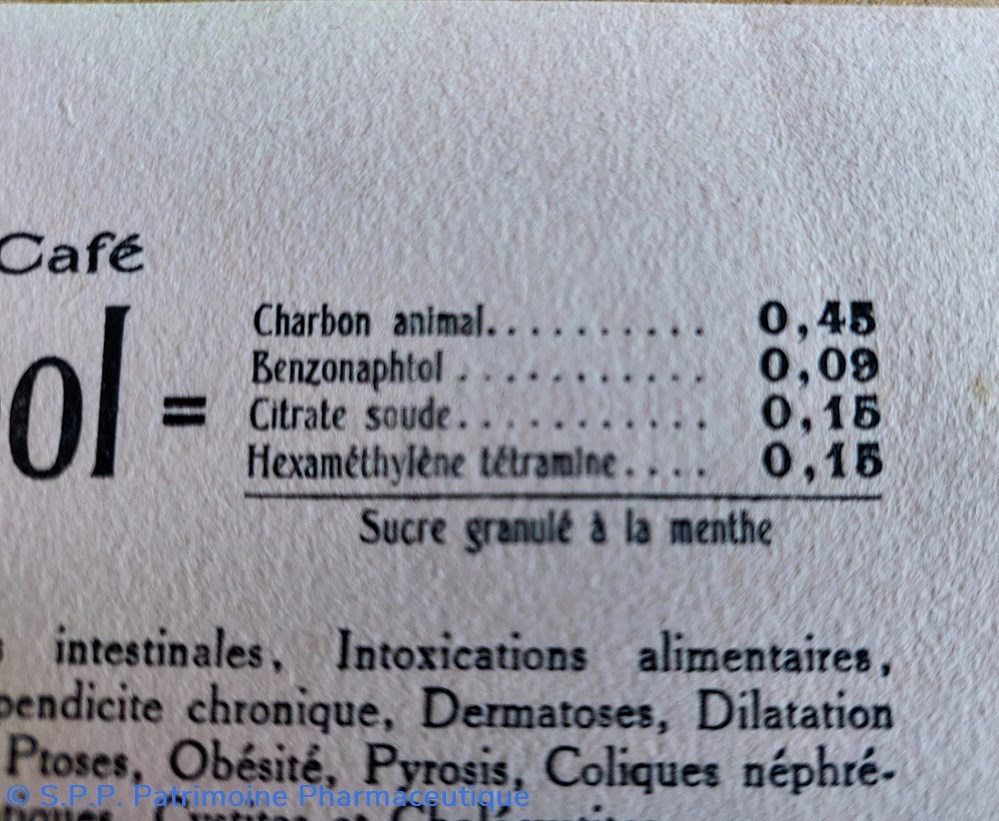 Café
ol =
Charbon animal.......... 0,45
Benzonaphtol ........... 0,09
Citrate soude........... 0,15
Hexaméthylène tétramine.... 0,15
Sucre granulé à la menthe
intestinales, Intoxications alimentaires,
pendicite chronique, Dermatoses, Dilatation
Ptoses, Obésité, Pyrosis, Coliques néphré-
© S.P.P. Patrimoine Pharmaceutique